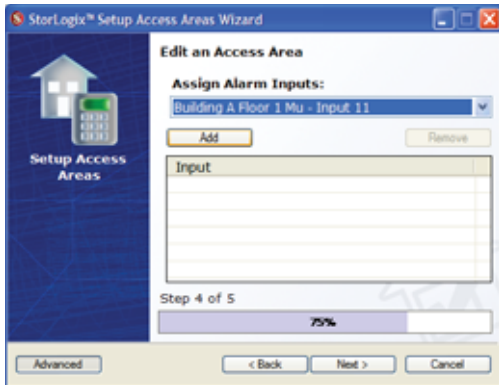 StorLogix™ Setup Access Areas Wizard
Edit an Access Area
Assign Alarm Inputs:
Building A Floor 1 Mu - Input 11
Add
Remove
Setup Access
Areas
Input
Step 4 of 5
75%
Advanced
< Back
Next >
Cancel